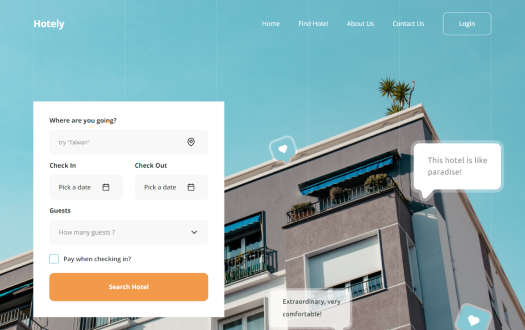 Hotely
Home
Find Hotel
About Us
Contact Us
Login
Where are you going?
try "Taiwan"
Check In
Check Out
Pick a date
Pick a date
Guests
How many guests ?
Pay when checking in?
Search Hotel
This hotel is like
paradise!
Extraordinary, very
comfortable!